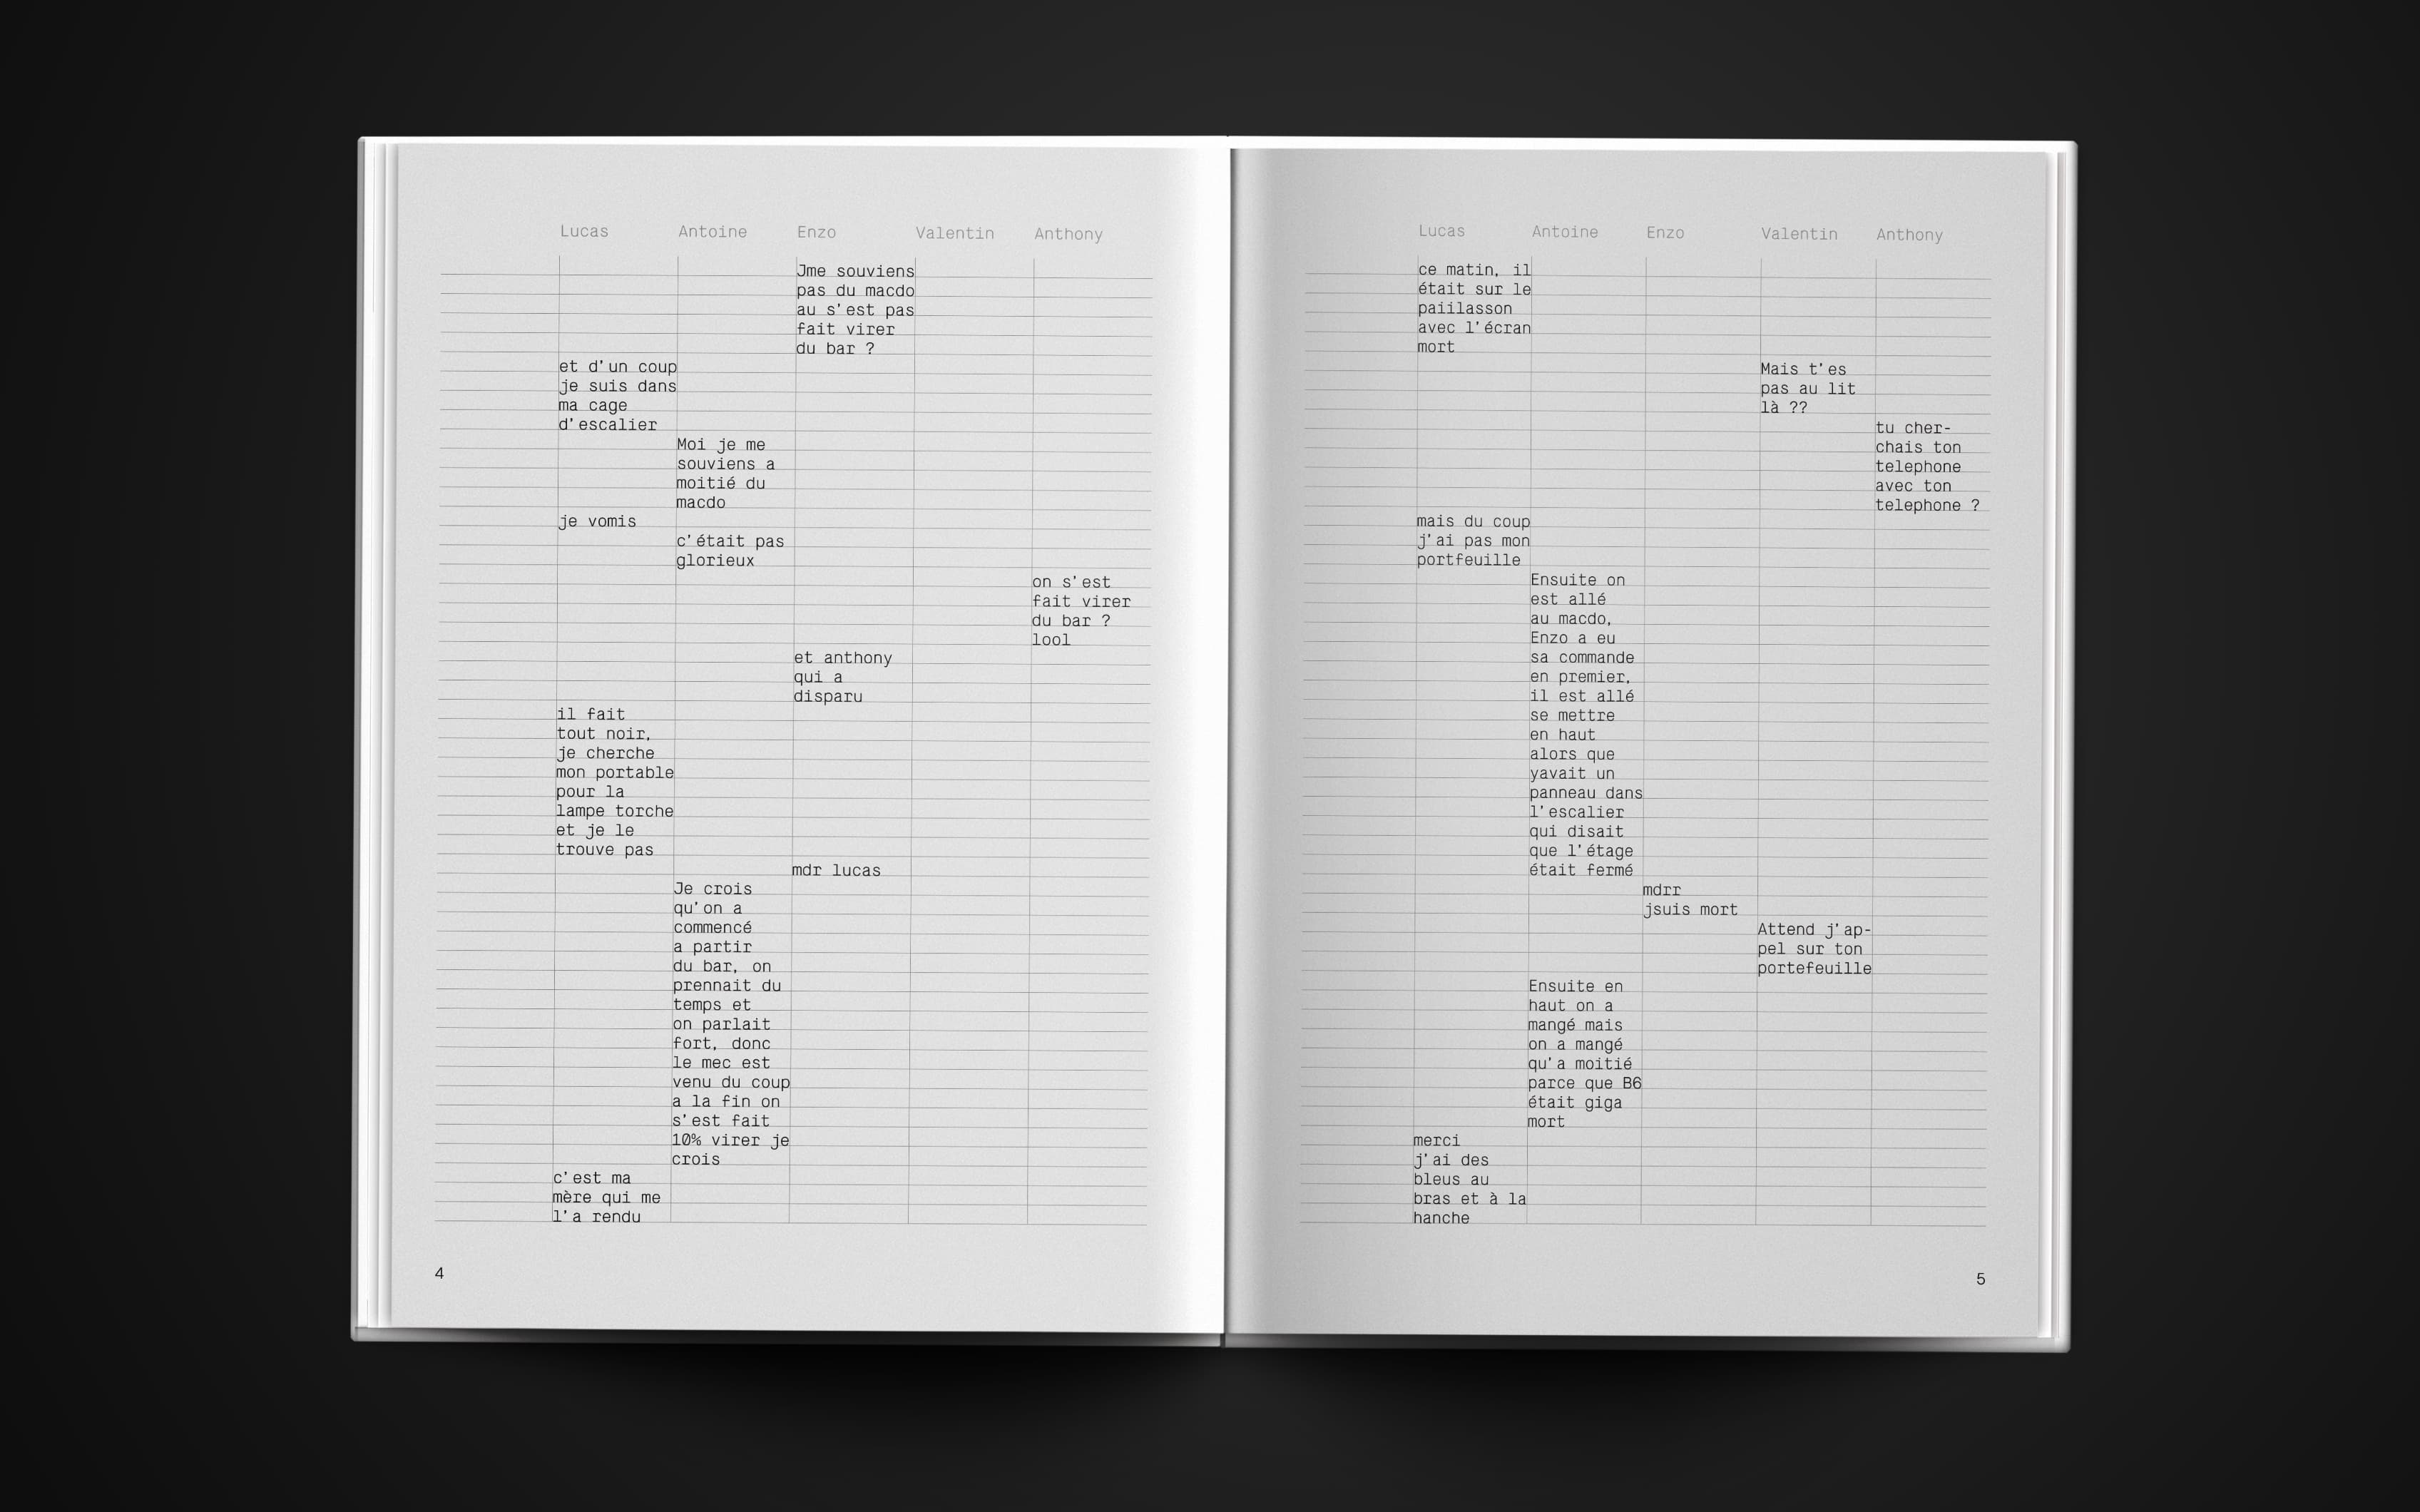 Lucas Antoine Enzo Valentin Anthony
Jme souviens
pas du macdo
au s'est pas
fait virer
du bar ?
et d'un coup
je suis dans
ma cage
d'escalier
Moi je me
souviens a
moitié du
macdo
je vomis
c'était pas
glorieux
on s'est
fait virer
du bar ?
lool
et anthony
qui a
disparu
il fait
tout noir,
je cherche
mon portable
pour la
lampe torche
et je le
trouve pas
mdr lucas
Je crois
qu'on a
commencé
a partir
du bar, on
prennait du
temps et
on parlait
fort, donc
le mec est
venu du coup
a la fin on
s'est fait
10% virer je
crois
c'est ma
mère qui me
l'a rendu
4
Lucas Antoine Enzo Valentin Anthony
ce matin, il
était sur le
paiilasson
avec l'écran
mort
Mais t'es
pas au lit
là ??
tu cher-
chais ton
telephone
avec ton
telephone ?
mais du coup
j'ai pas mon
portfeuille
Ensuite on
est allé
au macdo,
Enzo a eu
sa commande
en premier,
il est allé
se mettre
en haut
alors que
yavait un
panneau dans
l'escalier
qui disait
que l'étage
était fermé
mdrr
jsuis mort
Attend j'ap-
pel sur ton
portefeuille
Ensuite en
haut on a
mangé mais
on a mangé
qu'a moitié
parce que B6
était giga
mort
merci
j'ai des
bleus au
bras et à la
hanche
5